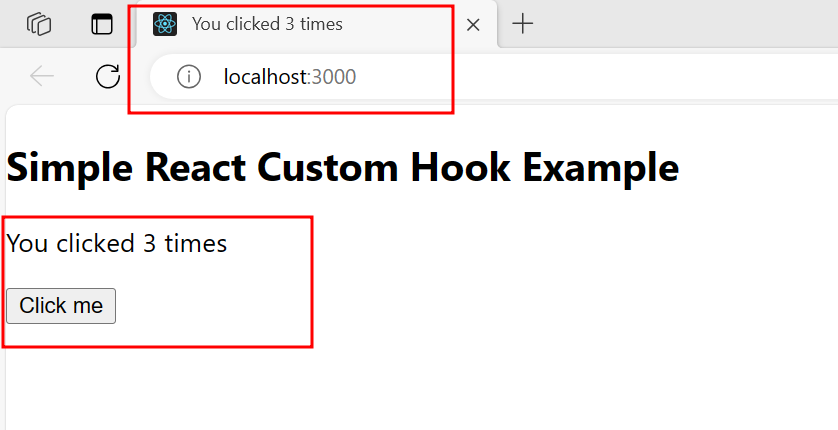 You clicked 3 times
localhost:3000
Simple React Custom Hook Example
You clicked 3 times
Click me